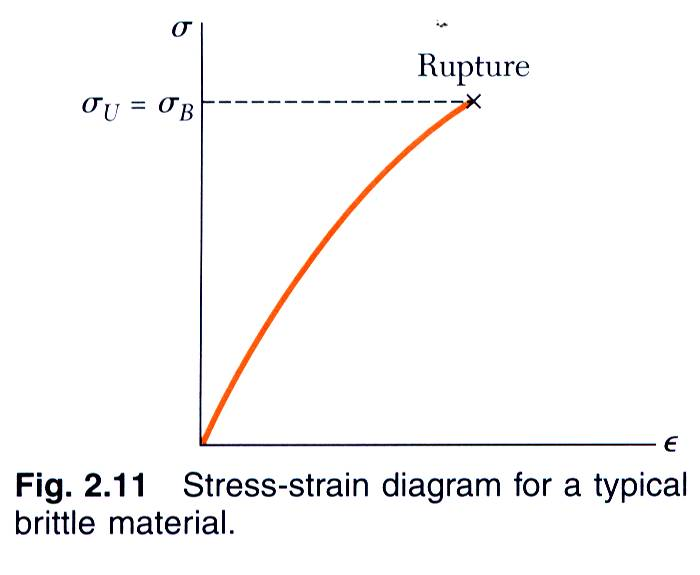 σ
Rupture
σU = σB
ϵ
Fig. 2.11 Stress-strain diagram for a typical
brittle material.